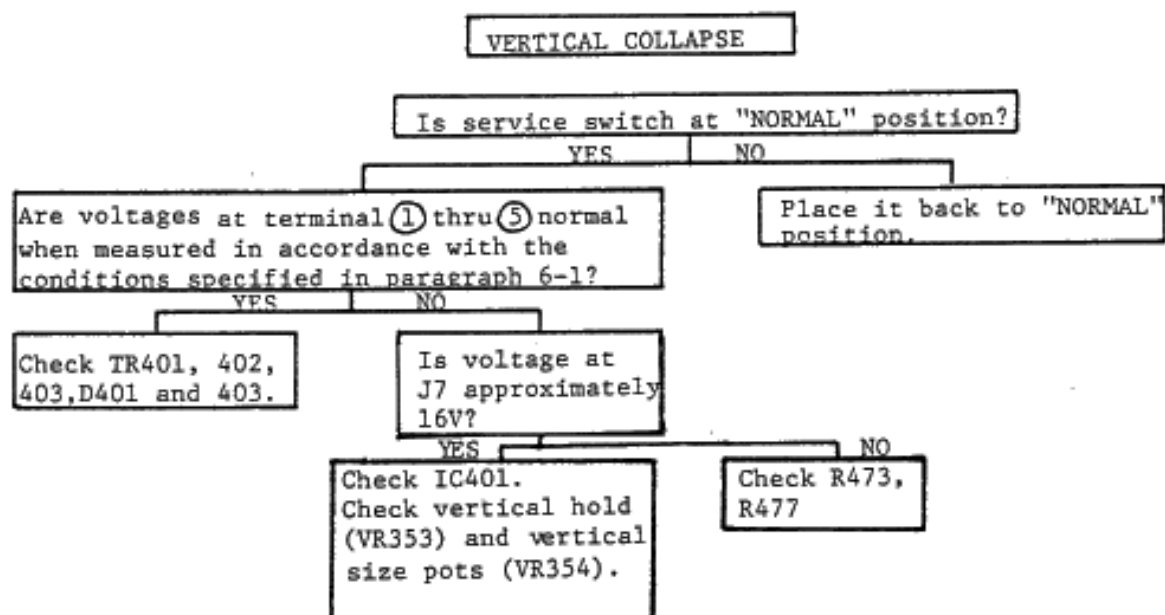 VERTICAL COLLAPSE
Is service switch at "NORMAL" position?
YES NO
Are voltages at terminal ① thru ⑤ normal
when measured in accordance with the
conditions specified in paragraph 6-1?
Place it back to "NORMAL"
position.
YES NO
Check TR401, 402,
403,D401 and 403.
Is voltage at
J7 approximately
16V?
YES NO
Check IC401.
Check vertical hold
(VR353) and vertical
size pots (VR354).
Check R473,
R477